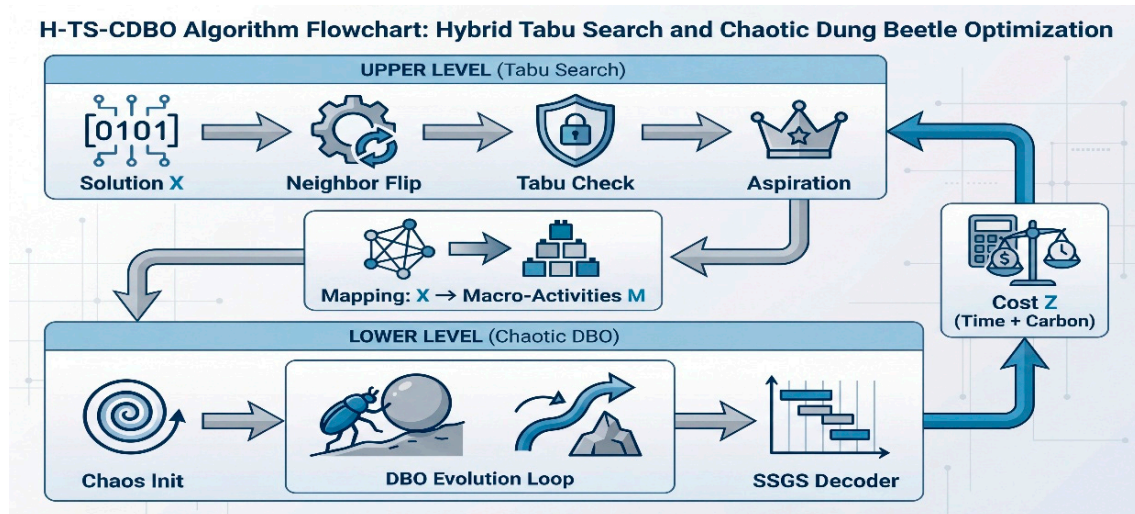 H-TS-CDBO Algorithm Flowchart: Hybrid Tabu Search and Chaotic Dung Beetle Optimization
UPPER LEVEL (Tabu Search)
[0101]
Solution X
Neighbor Flip
Tabu Check
Aspiration
Mapping: X → Macro-Activities M
$
Cost Z
(Time + Carbon)
LOWER LEVEL (Chaotic DBO)
Chaos Init
DBO Evolution Loop
SSGS Decoder